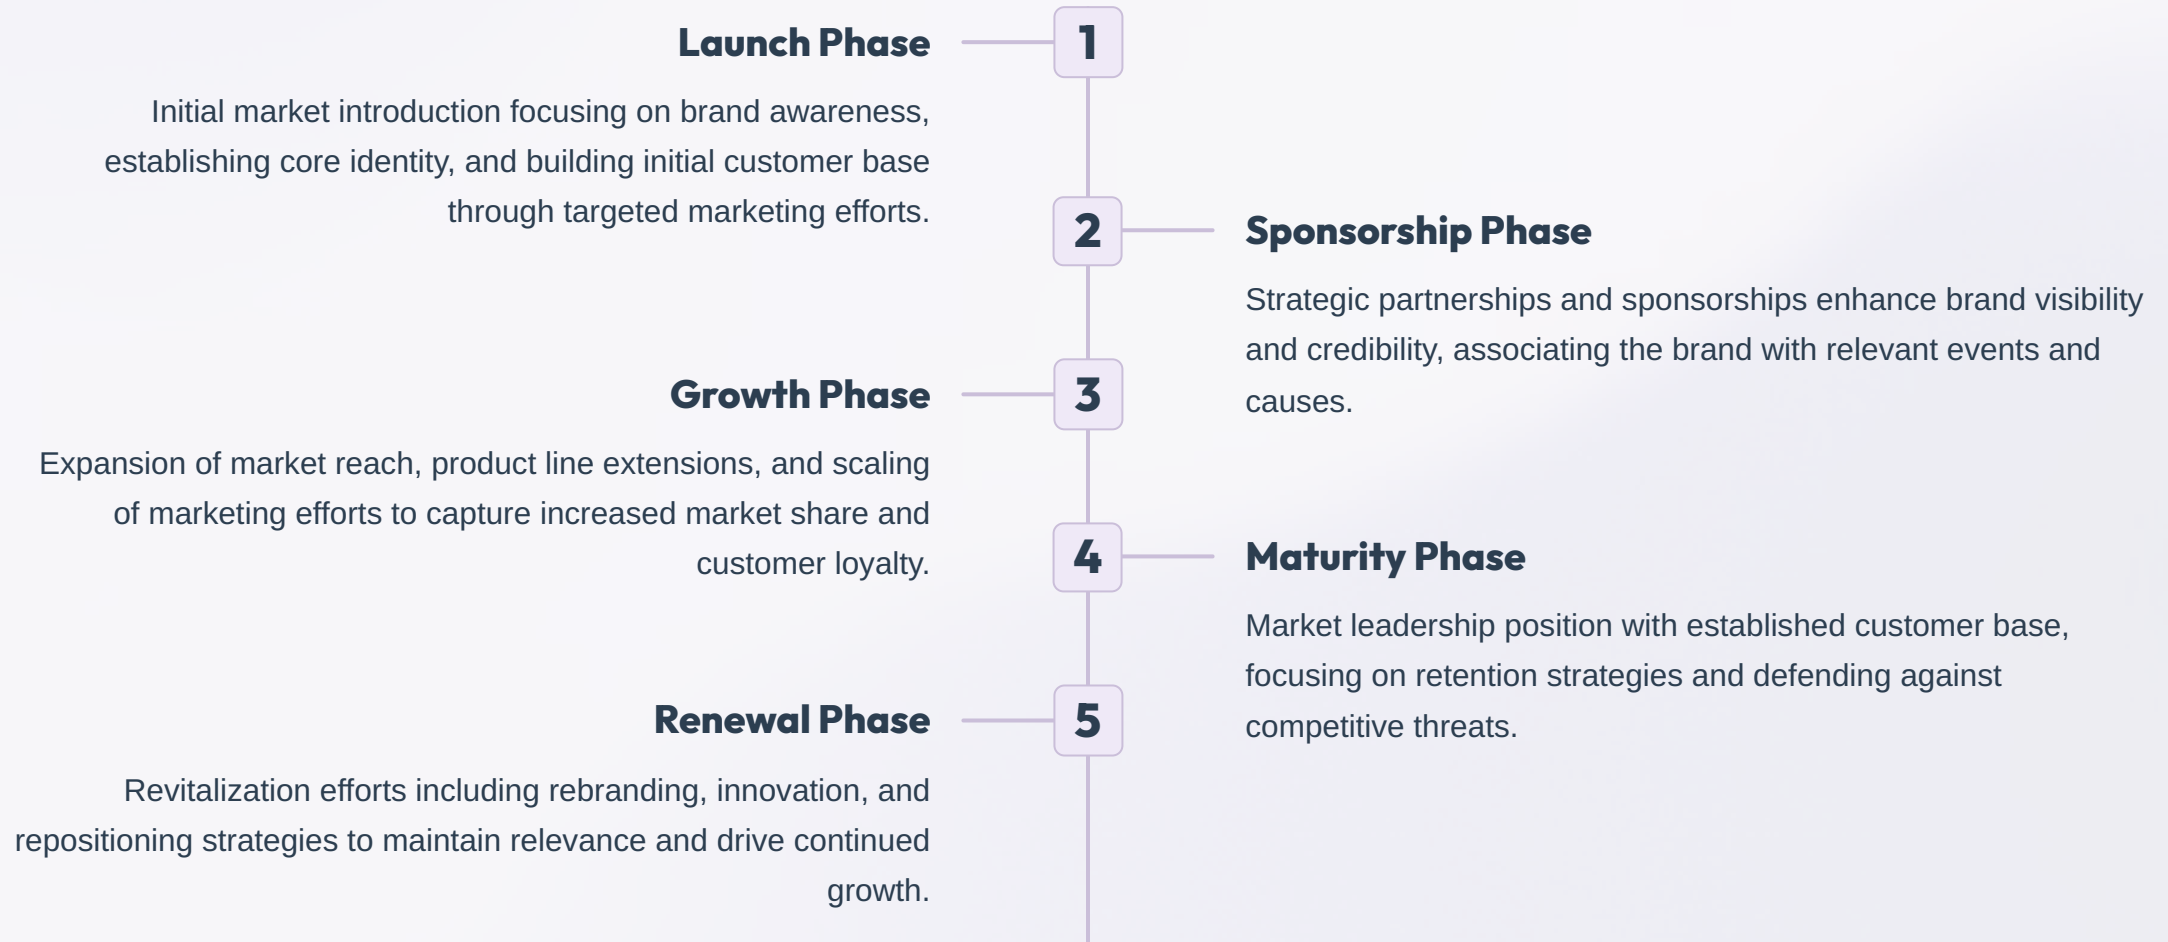 Launch Phase
1
Initial market introduction focusing on brand awareness,
establishing core identity, and building initial customer base
through targeted marketing efforts.
2
Sponsorship Phase
Strategic partnerships and sponsorships enhance brand visibility
and credibility, associating the brand with relevant events and
causes.
Growth Phase
3
Expansion of market reach, product line extensions, and scaling
of marketing efforts to capture increased market share and
customer loyalty.
4
Maturity Phase
Market leadership position with established customer base,
focusing on retention strategies and defending against
competitive threats.
Renewal Phase
5
Revitalization efforts including rebranding, innovation, and
repositioning strategies to maintain relevance and drive continued
growth.